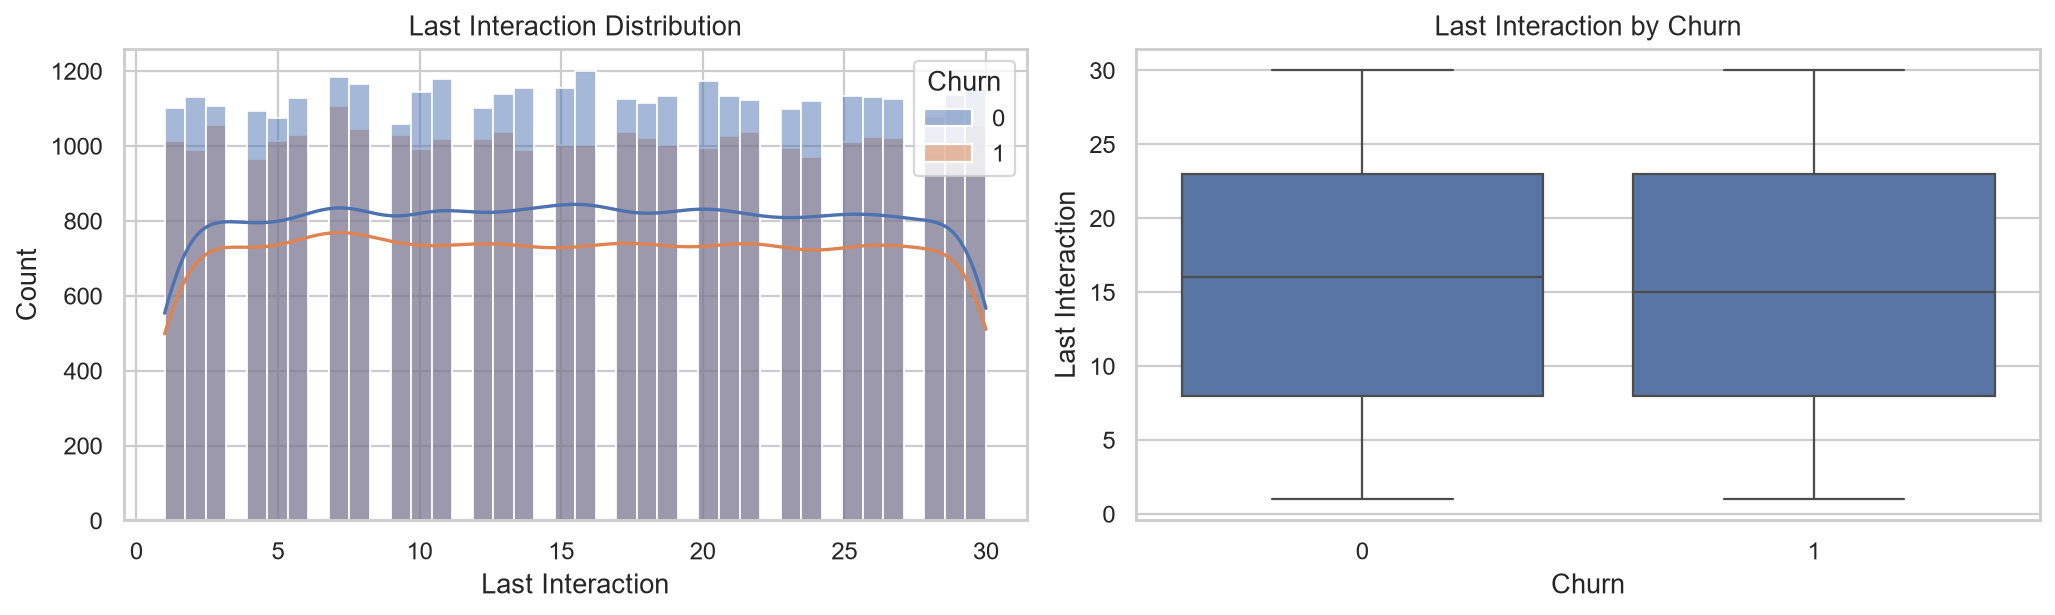 Last Interaction Distribution
Count
1200
1000
800
600
400
200
0
0 5 10 15 20 25 30
Last Interaction
Churn
0
1
Last Interaction by Churn
Last Interaction
30
25
20
15
10
5
0
0 1
Churn